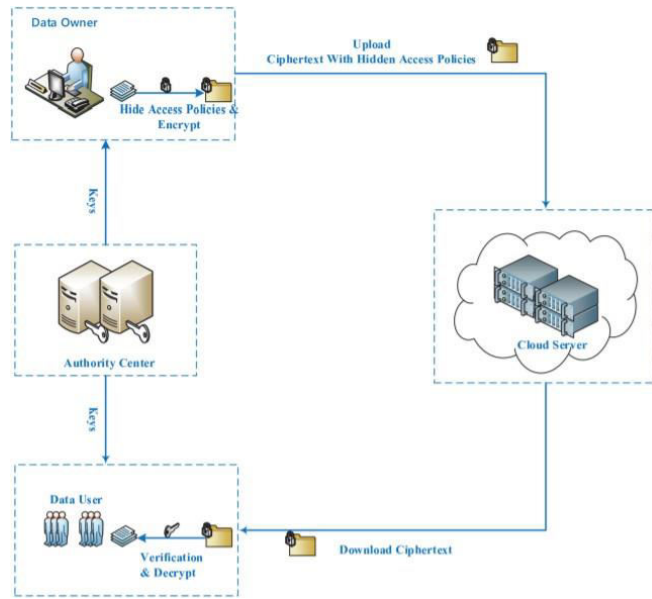 Data Owner
Hide Access Policies &
Encrypt
Upload
Ciphertext With Hidden Access Policies
Keys
Authority Center
Cloud Server
Keys
Data User
Verification
& Decrypt
Download Ciphertext